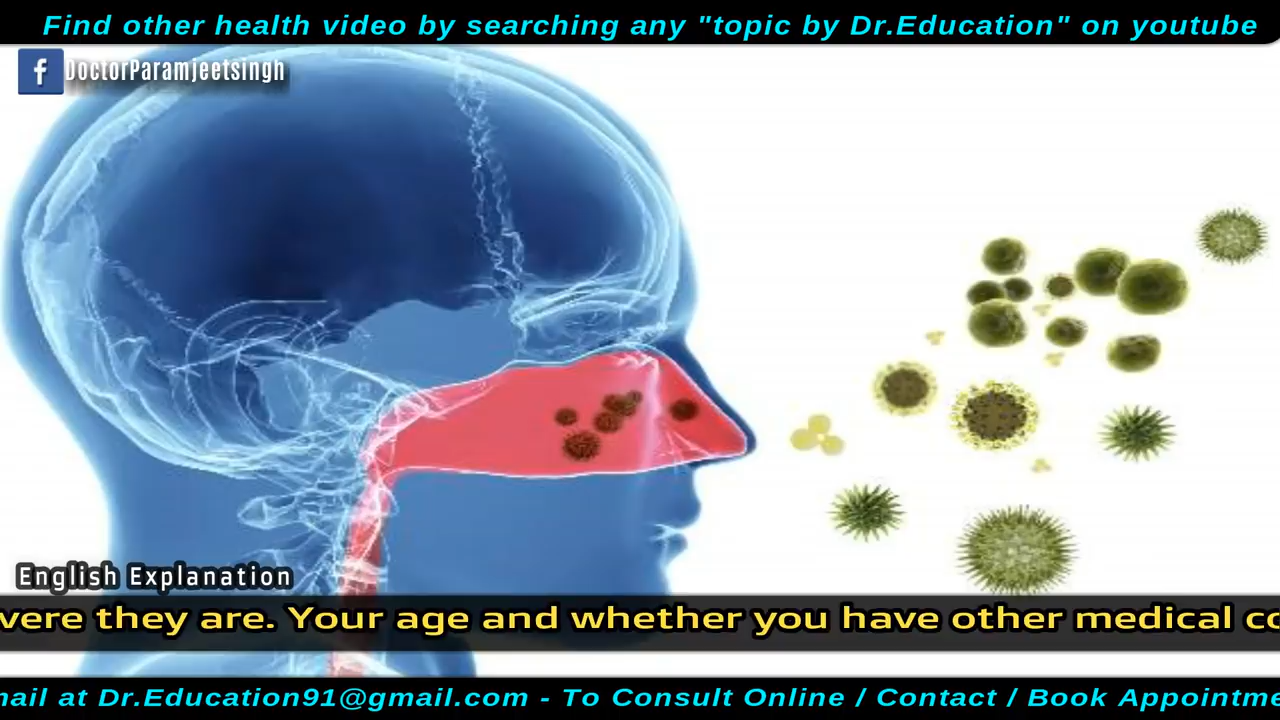 Find other health video by searching any "topic by Dr.Education" on youtube
f DoctorParamjeetsingh
English Explanation
vere they are. Your age and whether you have other medical co
nail at Dr.Education91@gmail.com - To Consult Online / Contact / Book Appointme